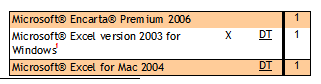 Microsoft® Encarta® Premium 2006 1
Microsoft® Excel version 2003 for X DT 1
Windows¹
Microsoft® Excel for Mac 2004 DT 1